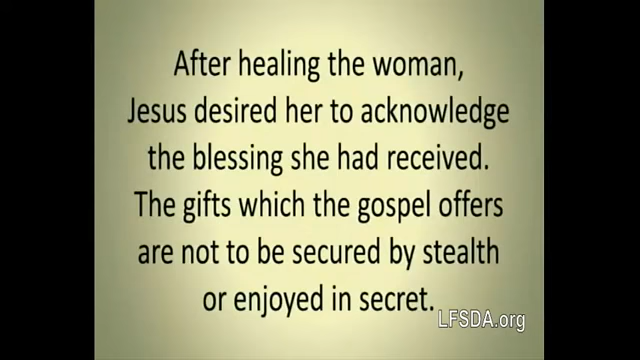 After healing the woman,
Jesus desired her to acknowledge
the blessing she had received.
The gifts which the gospel offers
are not to be secured by stealth
or enjoyed in secret.
LFSDA.org